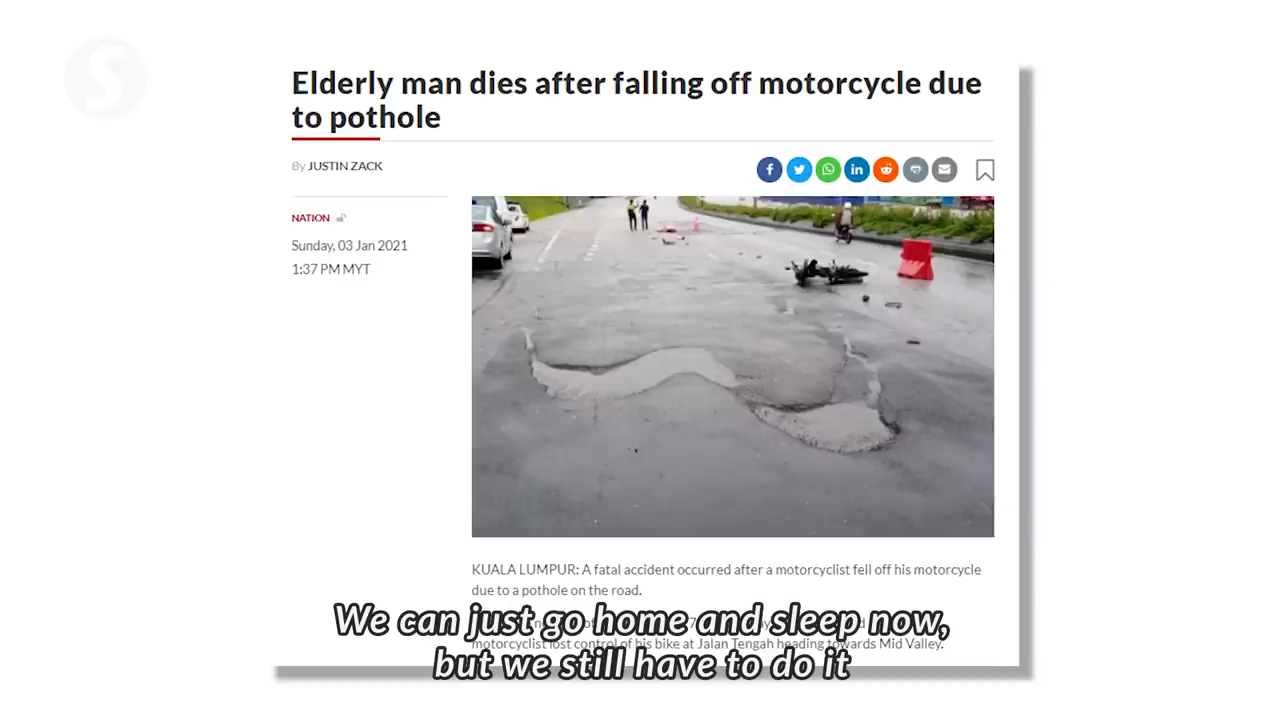 S
Elderly man dies after falling off motorcycle due
to pothole
By JUSTIN ZACK
NATION
Sunday, 03 Jan 2021
1:37 PM MYT
KUALA LUMPUR: A fatal accident occurred after a motorcyclist fell off his motorcycle
due to a pothole on the road.
motorcyclist lost control of his bike at Jalan Tengah heading towards Mid Valley.
We can just go home and sleep now,
but we still have to do it